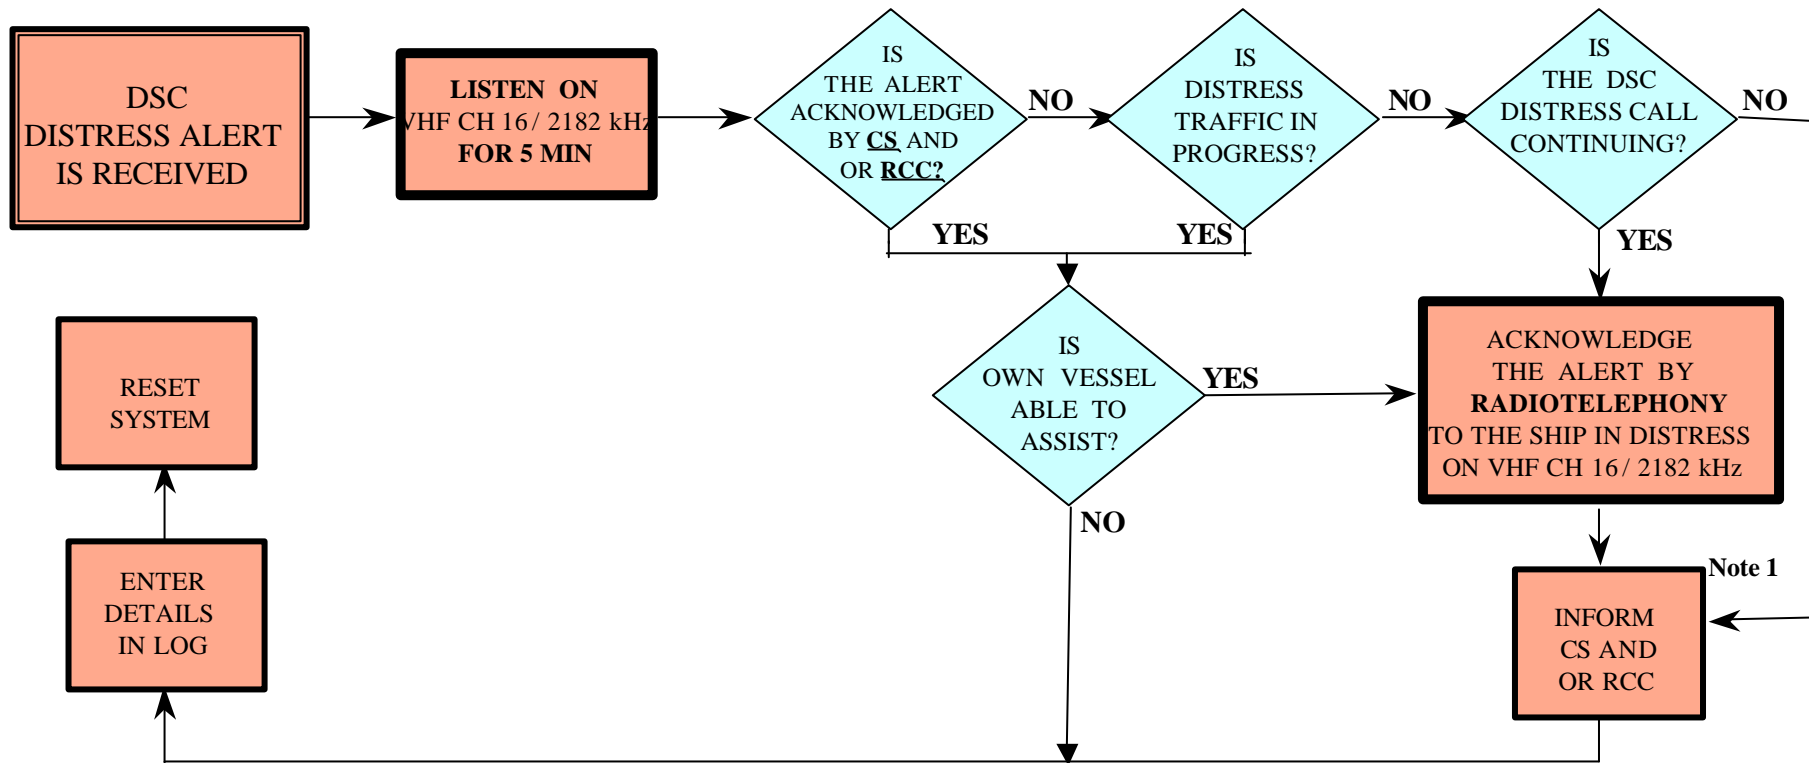 DSC
DISTRESS ALERT
IS RECEIVED
LISTEN ON
VHF CH 16 / 2182 kHz
FOR 5 MIN
IS
THE ALERT
ACKNOWLEDGED
BY CS AND
OR RCC?
NO
YES
IS
DISTRESS
TRAFFIC IN
PROGRESS?
NO
YES
IS
THE DSC
DISTRESS CALL
CONTINUING?
NO
YES
IS
OWN VESSEL
ABLE TO
ASSIST?
YES
NO
ACKNOWLEDGE
THE ALERT BY
RADIOTELEPHONY
TO THE SHIP IN DISTRESS
ON VHF CH 16 / 2182 kHz
Note 1
INFORM
CS AND
OR RCC
ENTER
DETAILS
IN LOG
RESET
SYSTEM